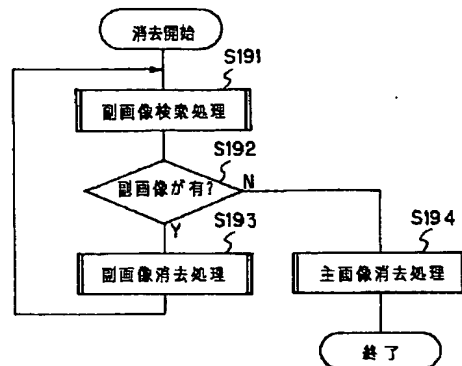 消去開始
S191
副画像検索処理
S192
副画像が有?
N
Y
S193
副画像消去処理
S194
主画像消去処理
終了